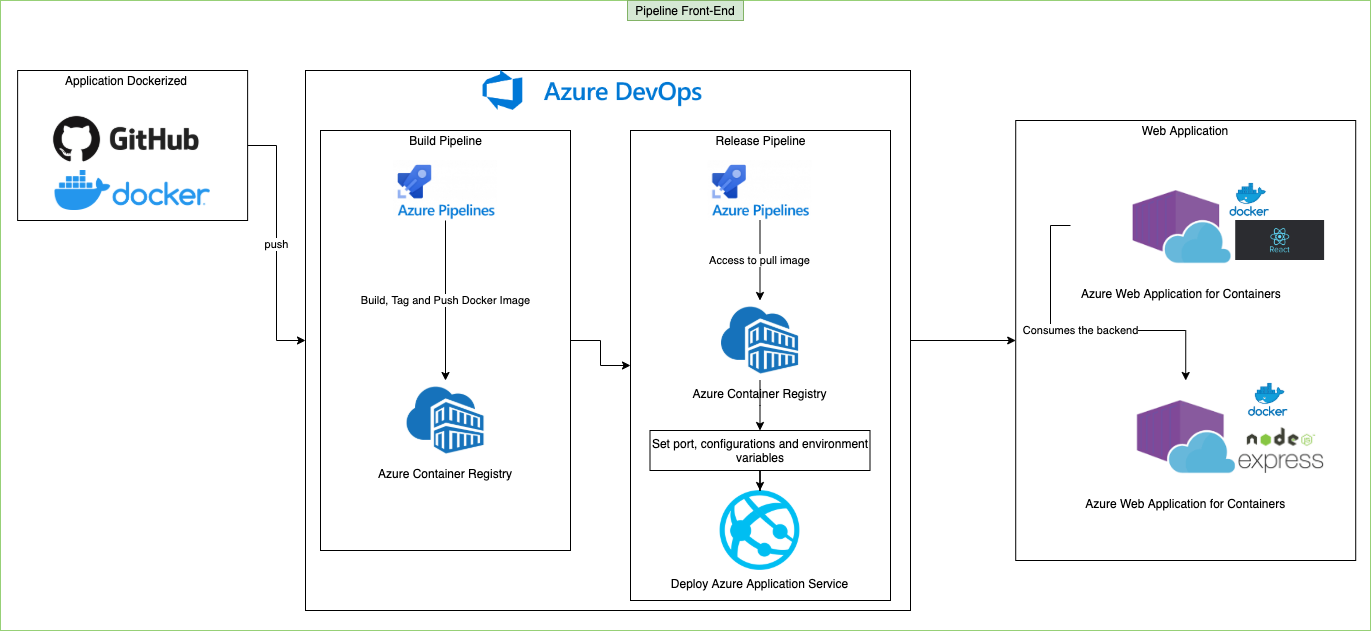 Pipeline Front-End
Application Dockerized
GitHub
docker
push
Azure DevOps
Build Pipeline
Azure Pipelines
Build, Tag and Push Docker Image
Azure Container Registry
Release Pipeline
Azure Pipelines
Access to pull image
Azure Container Registry
Set port, configurations and environment
variables
Deploy Azure Application Service
Web Application
docker
React
Azure Web Application for Containers
Consumes the backend
docker
node
JS
express
Azure Web Application for Containers